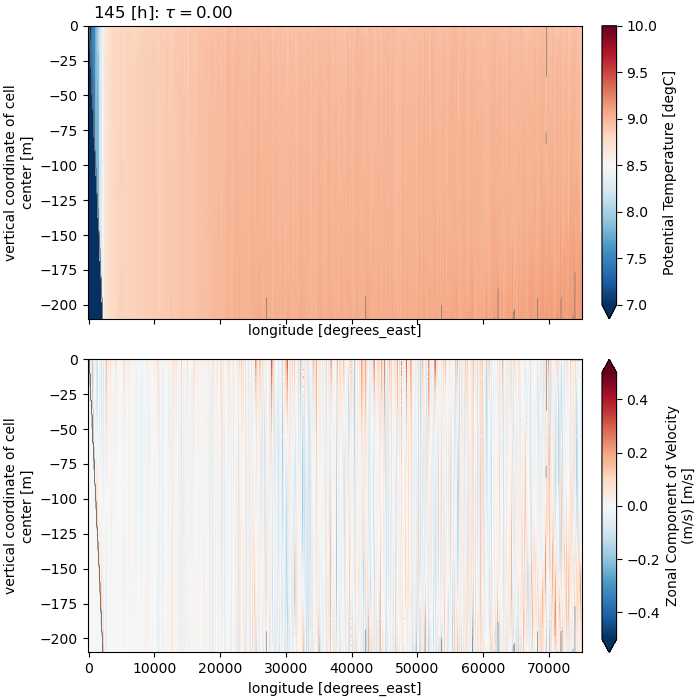 145 [h]: τ = 0.00
0
−25
−50
−75
−100
−125
−150
−175
−200
vertical coordinate of cell
center [m]
longitude [degrees_east]
10.0
9.5
9.0
8.5
8.0
7.5
7.0
Potential Temperature [degC]
0
−25
−50
−75
−100
−125
−150
−175
−200
vertical coordinate of cell
center [m]
0 10000 20000 30000 40000 50000 60000 70000
longitude [degrees_east]
0.4
0.2
0.0
−0.2
−0.4
Zonal Component of Velocity
(m/s) [m/s]